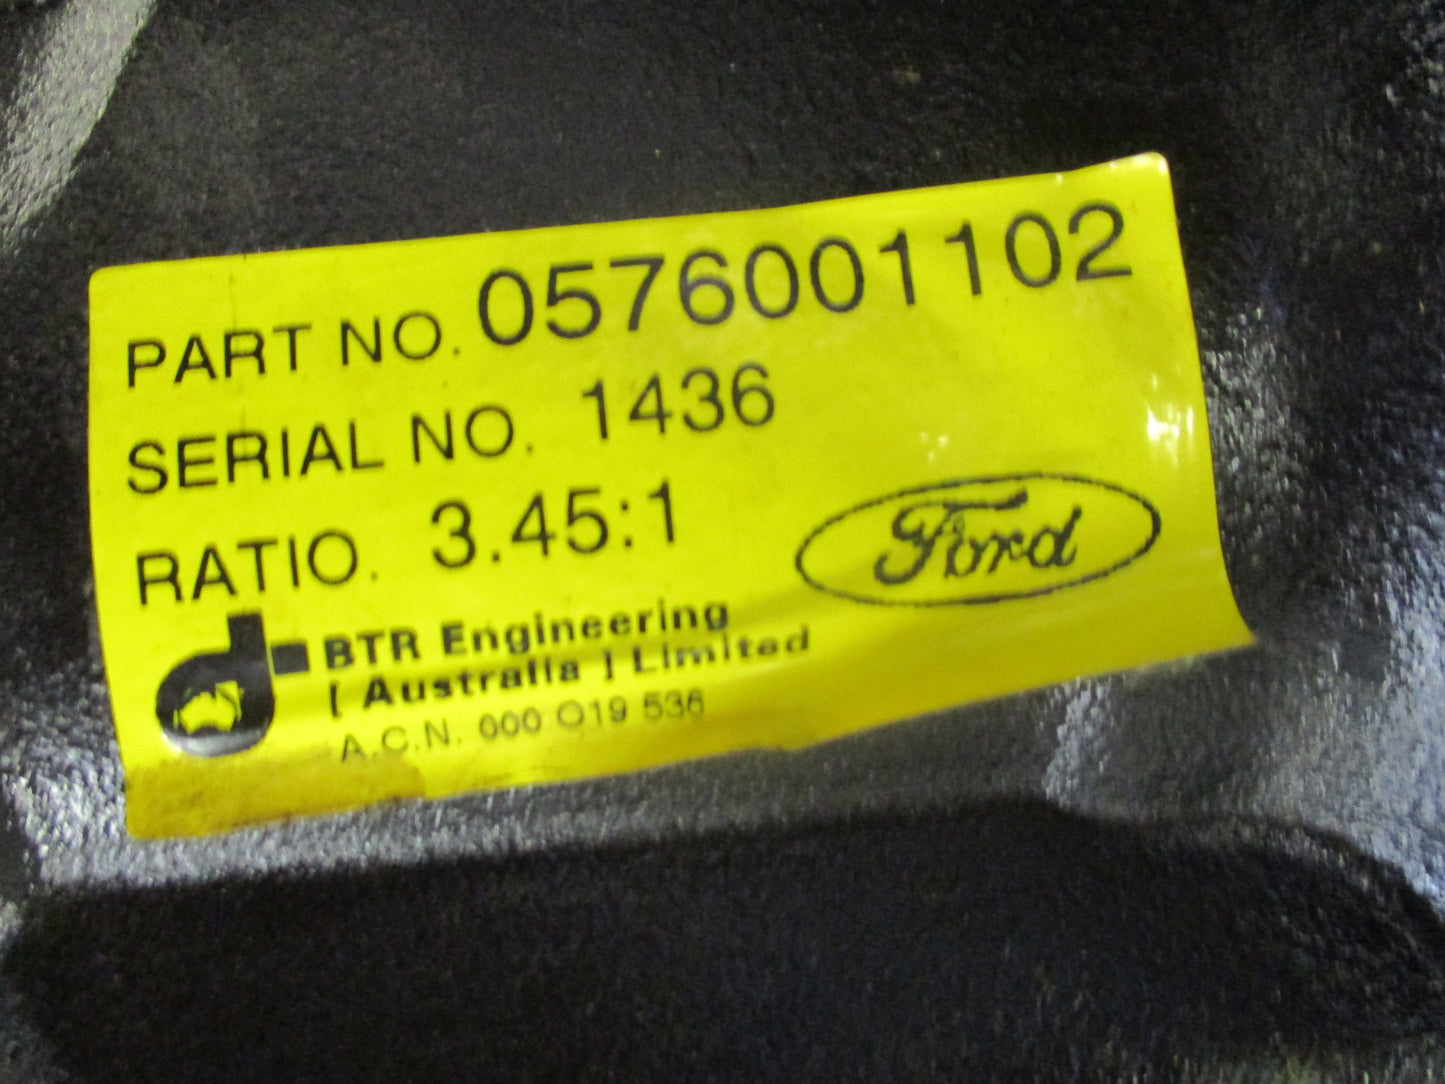 PART NO. 0576001102
SERIAL NO. 1436
RATIO. 3.45:1
Ford
BTR Engineering
[ Australia ] Limited
A.C.N. 000 019 536